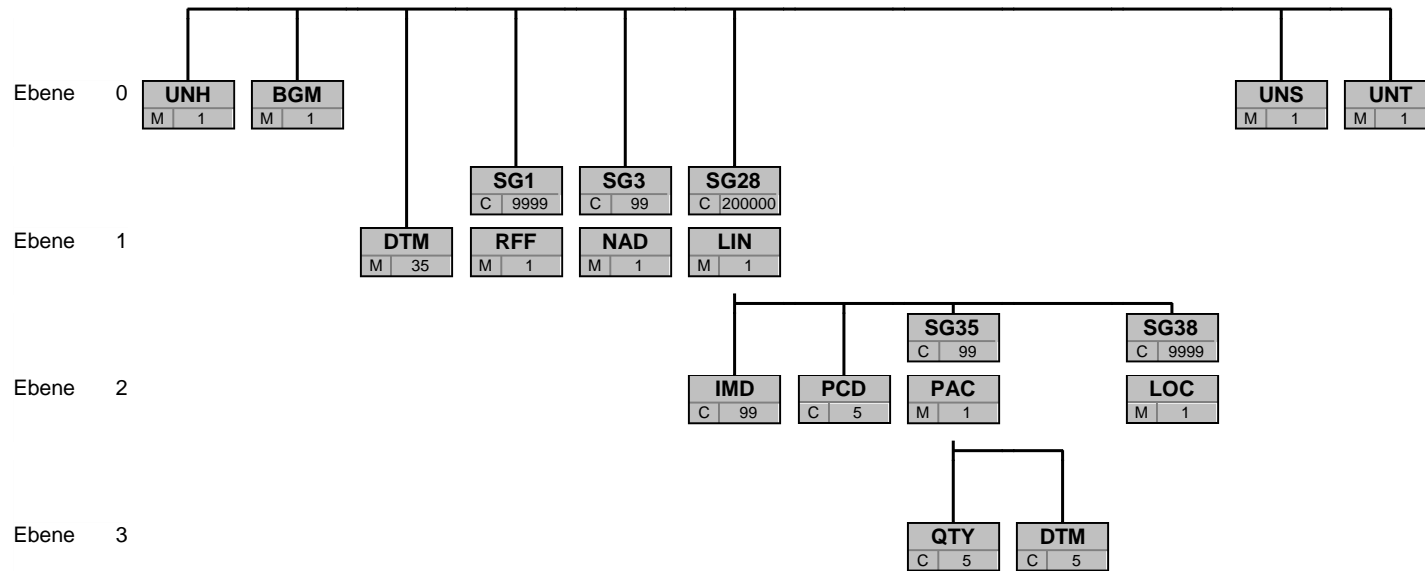 Ebene 0 UNH BGM UNS UNT
M 1 M 1 M 1 M 1
SG1 SG3 SG28
C 9999 C 99 C 200000
Ebene 1 DTM RFF NAD LIN
M 35 M 1 M 1 M 1
SG35 SG38
C 99 C 9999
Ebene 2 IMD PCD PAC LOC
C 99 C 5 M 1 M 1
Ebene 3 QTY DTM
C 5 C 5